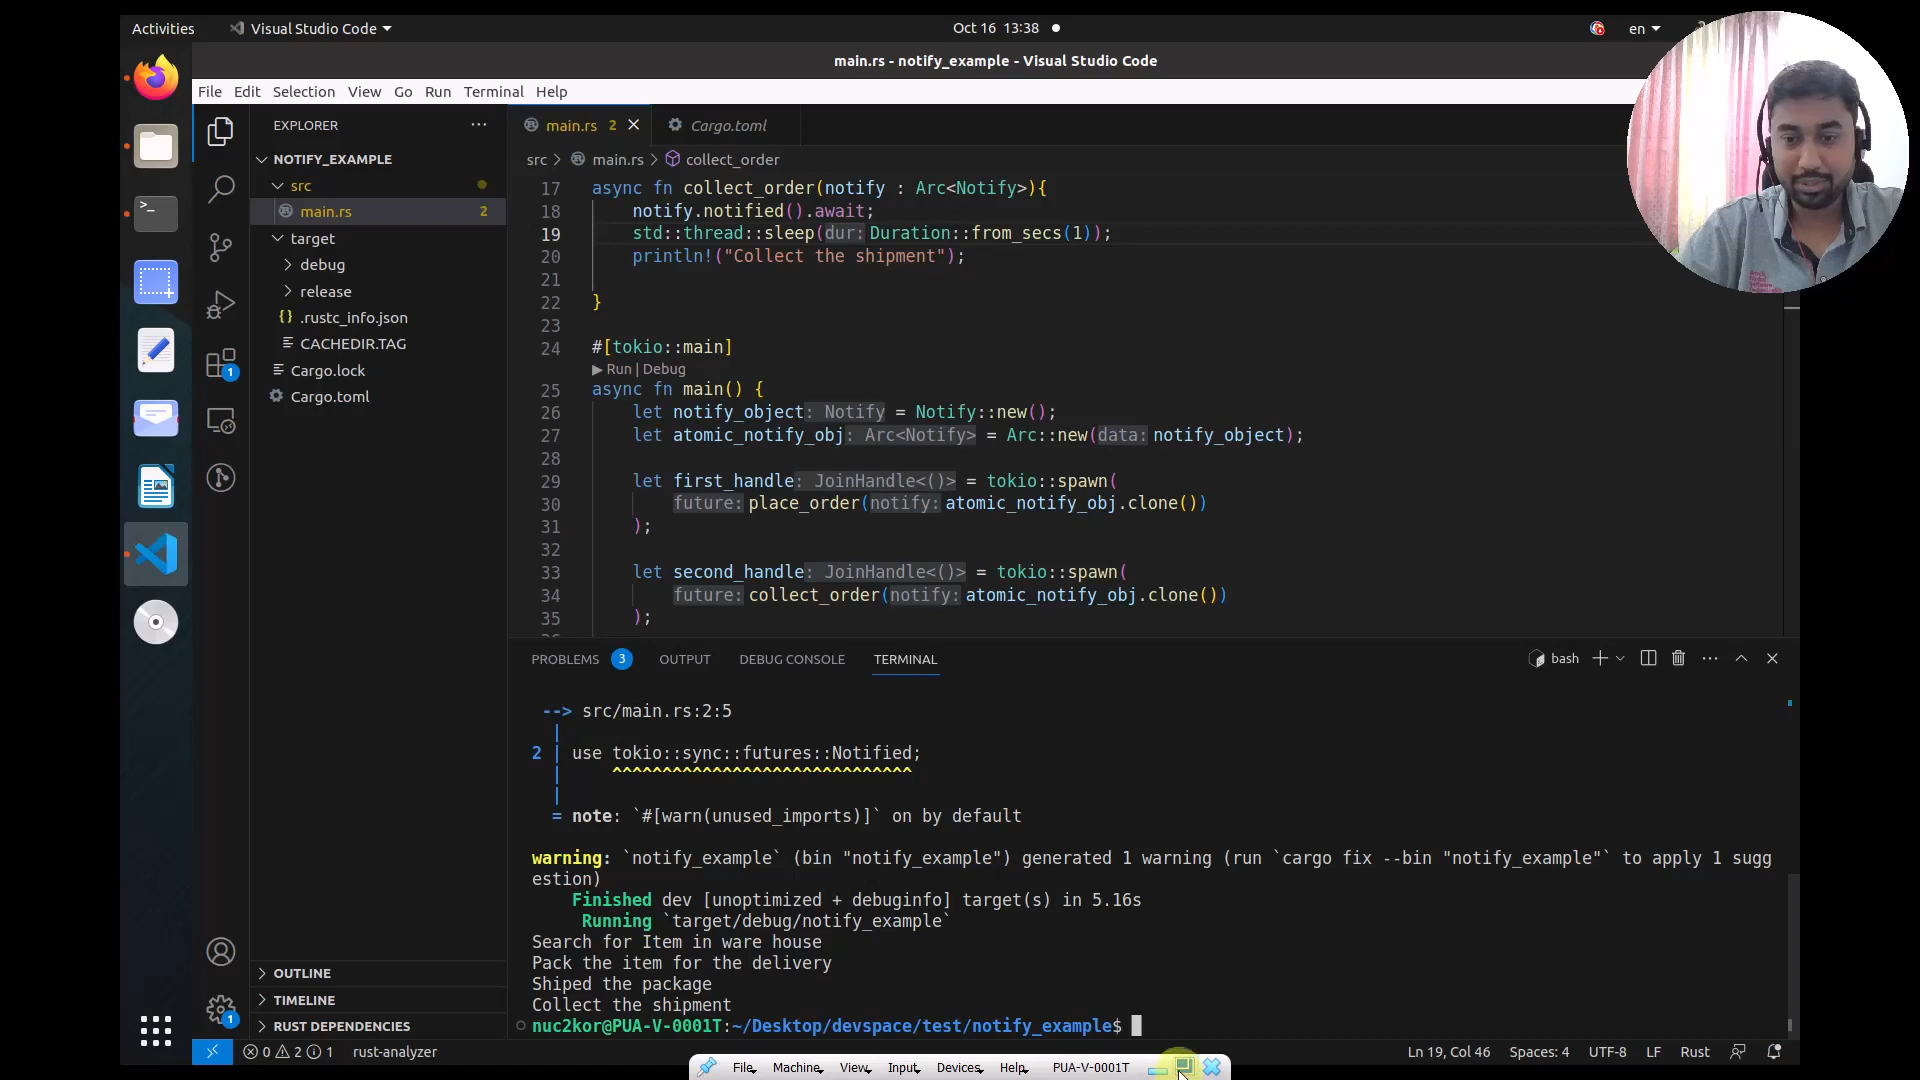 Activities
Visual Studio Code
Oct 16 13:38
en
main.rs - notify_example - Visual Studio Code
File Edit Selection View Go Run Terminal Help
EXPLORER
NOTIFY_EXAMPLE
src
main.rs 2
target
debug
release
.rustc_info.json
CACHEDIR.TAG
Cargo.lock
Cargo.toml
OUTLINE
TIMELINE
RUST DEPENDENCIES
1
1
main.rs 2
Cargo.toml
src > main.rs > collect_order
17 async fn collect_order(notify : Arc<Notify>){
18 notify.notified().await;
19 std::thread::sleep(dur: Duration::from_secs(1));
20 println!("Collect the shipment");
21
22 }
23
24 #[tokio::main]
Run | Debug
25 async fn main() {
26 let notify_object: Notify = Notify::new();
27 let atomic_notify_obj: Arc<Notify> = Arc::new(data: notify_object);
28
29 let first_handle: JoinHandle<()> = tokio::spawn(
30 future: place_order(notify: atomic_notify_obj.clone())
31 );
32
33 let second_handle: JoinHandle<()> = tokio::spawn(
34 future: collect_order(notify: atomic_notify_obj.clone())
35 );
PROBLEMS 3 OUTPUT DEBUG CONSOLE TERMINAL
bash
--> src/main.rs:2:5
|
2 | use tokio::sync::futures::Notified;
| ^^^^^^^^^^^^^^^^^^^^^^^^^^^^^^
|
= note: `#[warn(unused_imports)]` on by default
warning: `notify_example` (bin "notify_example") generated 1 warning (run `cargo fix --bin "notify_example"` to apply 1 sugg
estion)
Finished dev [unoptimized + debuginfo] target(s) in 5.16s
Running `target/debug/notify_example`
Search for Item in ware house
Pack the item for the delivery
Shiped the package
Collect the shipment
nuc2kor@PUA-V-0001T:~/Desktop/devspace/test/notify_example$
0 2 1 rust-analyzer
Ln 19, Col 46 Spaces: 4 UTF-8 LF Rust
File Machine View Input Devices Help PUA-V-0001T